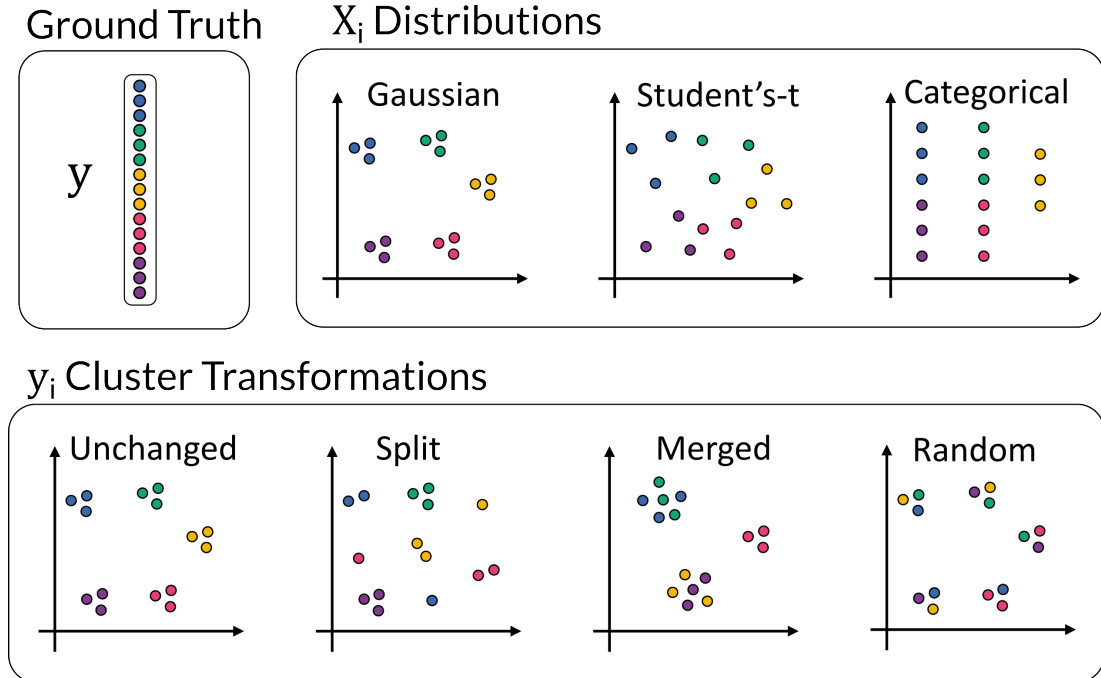 Ground Truth
y
Xi Distributions
Gaussian
Student's-t
Categorical
yi Cluster Transformations
Unchanged
Split
Merged
Random